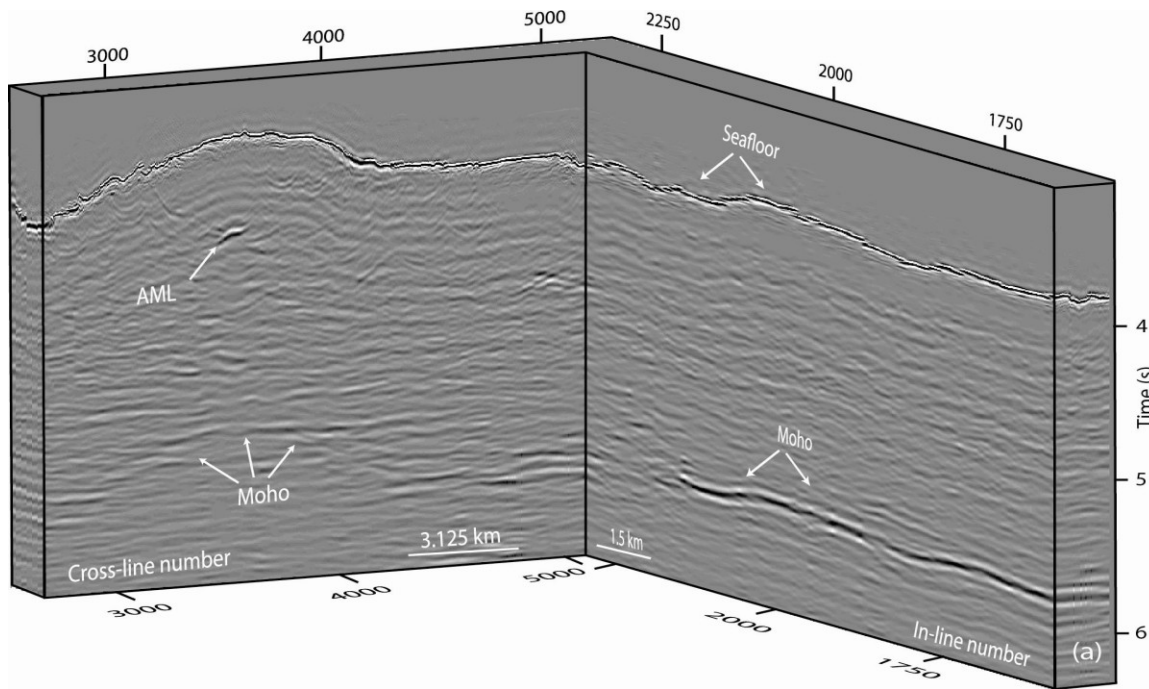 3000
4000
5000
2250
2000
1750
Seafloor
AML
4
Time (s)
Moho
Moho
5
3.125 km
1.5 km
Cross-line number
In-line number
(a)
6
3000
4000
5000
2000
1750